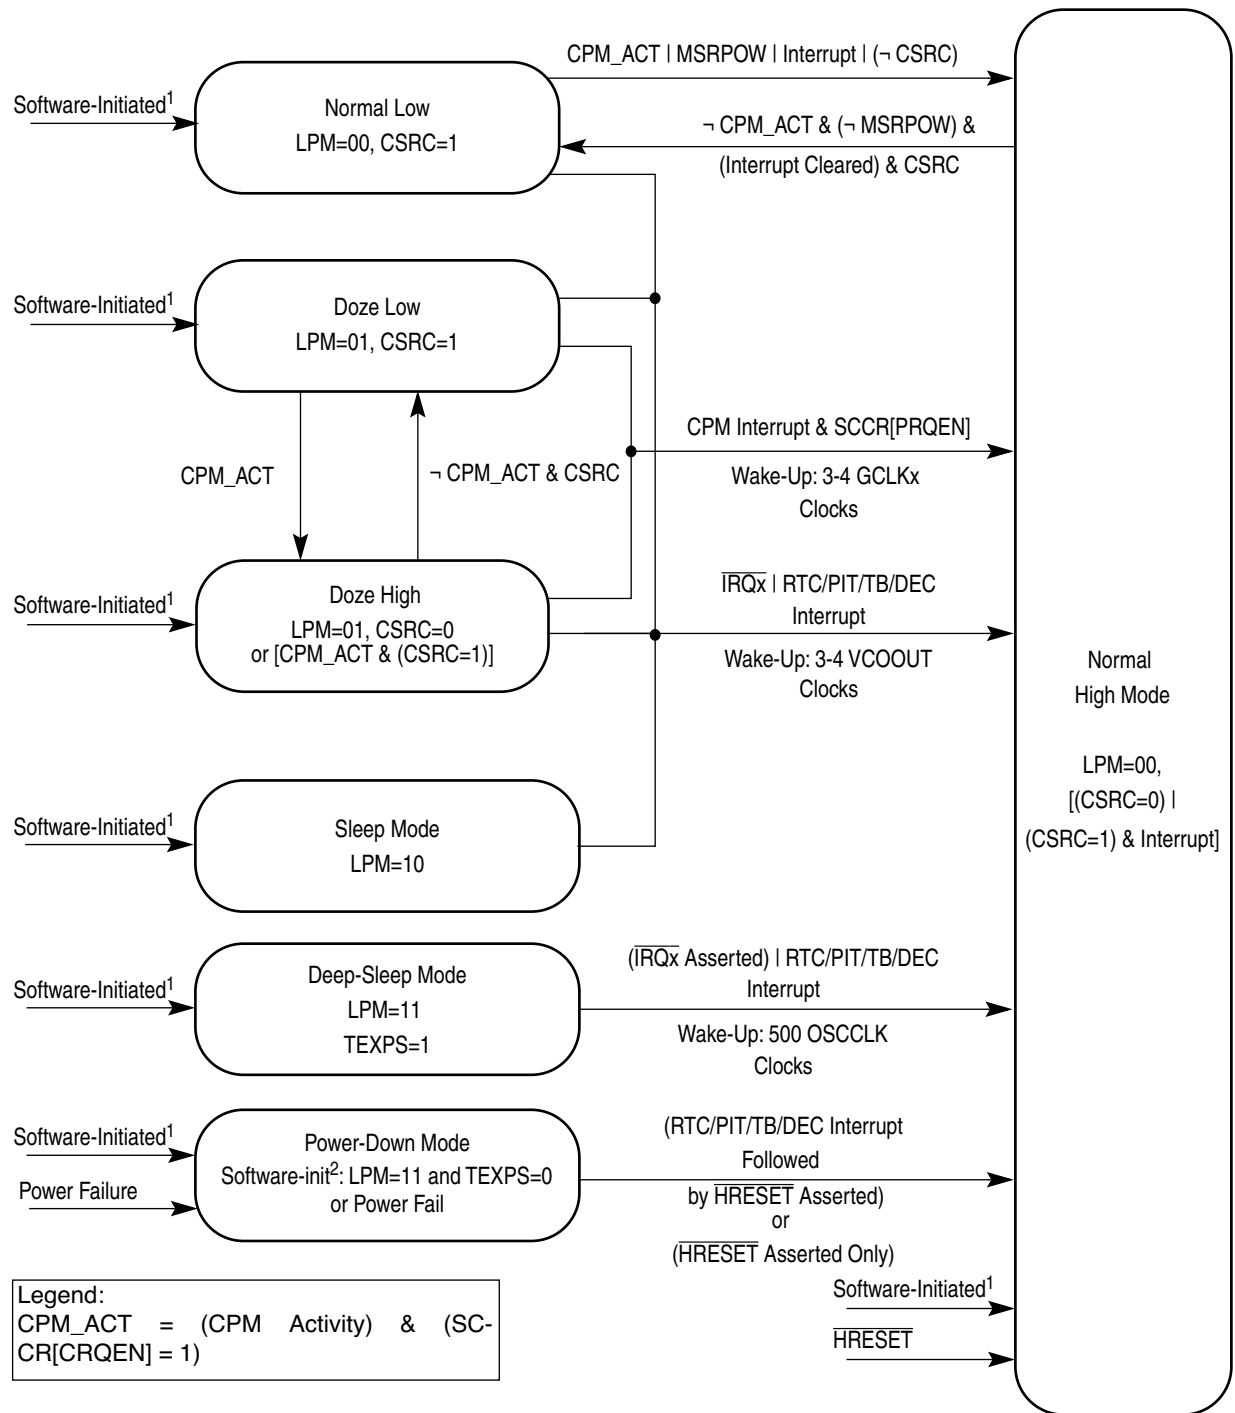 CPM_ACT | MSRPOW | Interrupt | (¬ CSRC)
Software-Initiated1
Normal Low
LPM=00, CSRC=1
¬ CPM_ACT & (¬ MSRPOW) &
(Interrupt Cleared) & CSRC
Software-Initiated1
Doze Low
LPM=01, CSRC=1
CPM_ACT
¬ CPM_ACT & CSRC
CPM Interrupt & SCCR[PRQEN]
Wake-Up: 3-4 GCLKx
Clocks
Software-Initiated1
Doze High
LPM=01, CSRC=0
or [CPM_ACT & (CSRC=1)]
IRQx | RTC/PIT/TB/DEC
Interrupt
Wake-Up: 3-4 VCOOUT
Clocks
Normal
High Mode
LPM=00,
[(CSRC=0) |
(CSRC=1) & Interrupt]
Software-Initiated1
Sleep Mode
LPM=10
Software-Initiated1
Deep-Sleep Mode
LPM=11
TEXPS=1
(IRQx Asserted) | RTC/PIT/TB/DEC
Interrupt
Wake-Up: 500 OSCCLK
Clocks
Software-Initiated1
Power Failure
Power-Down Mode
Software-init2: LPM=11 and TEXPS=0
or Power Fail
(RTC/PIT/TB/DEC Interrupt
Followed
by HRESET Asserted)
or
(HRESET Asserted Only)
Software-Initiated1
HRESET
Legend:
CPM_ACT = (CPM Activity) & (SC-
CR[CRQEN] = 1)